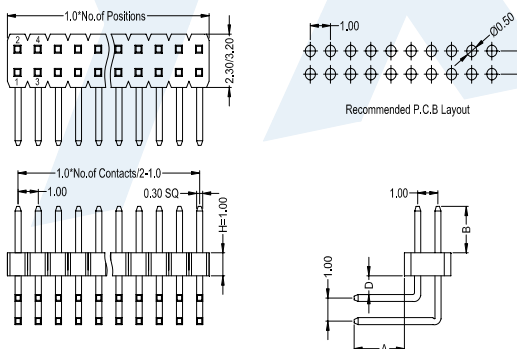 1.0*No.of Positions
2 4
1 3
2.30/3.20
1.00
Ø0.50
Recommended P.C.B Layout
1.0*No.of Contacts/2-1.0
1.00
0.30 SQ
H=1.00
1.00
B
D
1.00
A